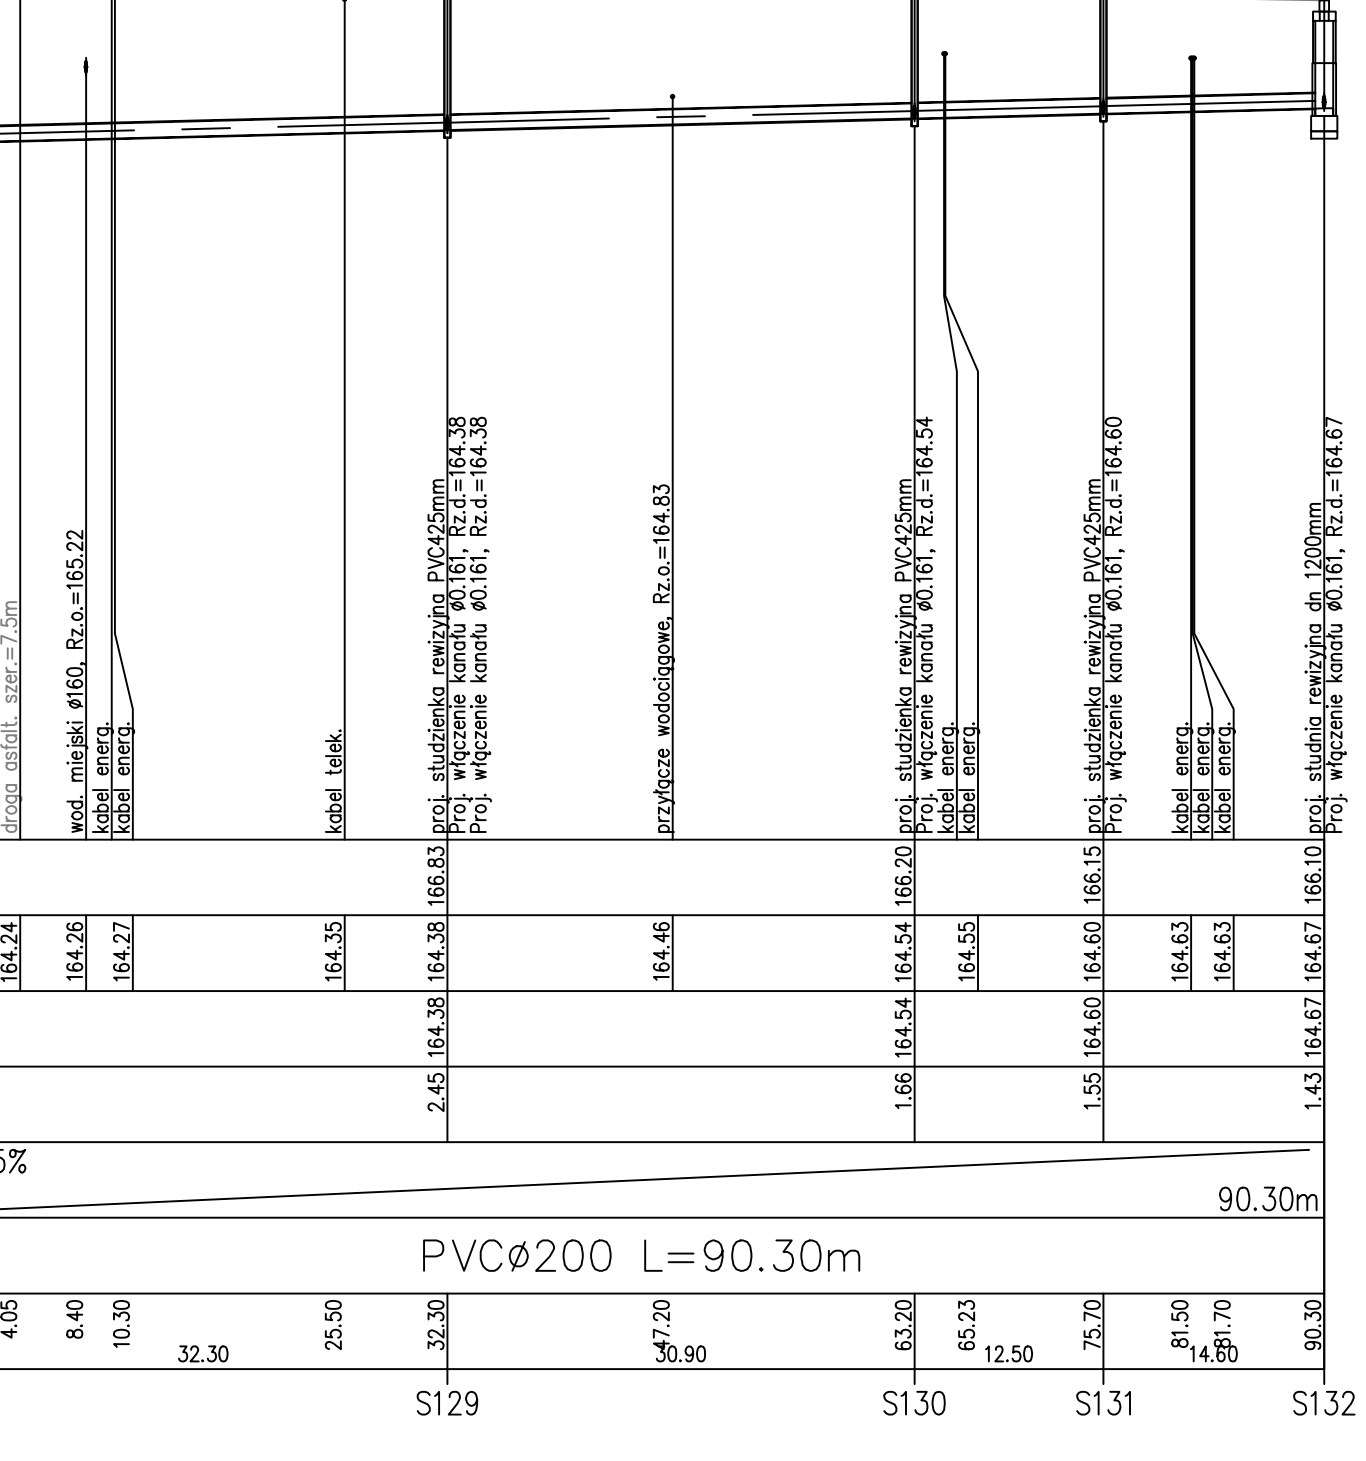 droga asfalt. szer.=7.5m
wod. miejski ø160, Rz.o.=165.22
kabel energ.
kabel energ.
kabel telek.
proj. studzienka rewizyjna PVC425mm
Proj. włączenie kanału ø0.161, Rz.d.=164.38
Proj. włączenie kanału ø0.161, Rz.d.=164.38
przyłącze wodociągowe, Rz.o.=164.83
proj. studzienka rewizyjna PVC425mm
Proj. włączenie kanału ø0.161, Rz.d.=164.54
kabel energ.
kabel energ.
proj. studzienka rewizyjna PVC425mm
Proj. włączenie kanału ø0.161, Rz.d.=164.60
kabel energ.
kabel energ.
kabel energ.
proj. studnia rewizyjna dn 1200mm
Proj. włączenie kanału ø0.161, Rz.d.=164.67
166.83 166.20 166.15 166.10
164.24 164.26 164.27 164.35 164.38 164.46 164.54 164.55 164.60 164.63 164.63 164.67
164.38 164.54 164.60 164.67
2.45 1.66 1.55 1.43
%
90.30m
PVCø200 L=90.30m
4.05 8.40 10.30 25.50 32.30 47.20 63.20 65.23 75.70 81.50 81.70 90.30
32.30 30.90 12.50 14.60
S129 S130 S131 S132